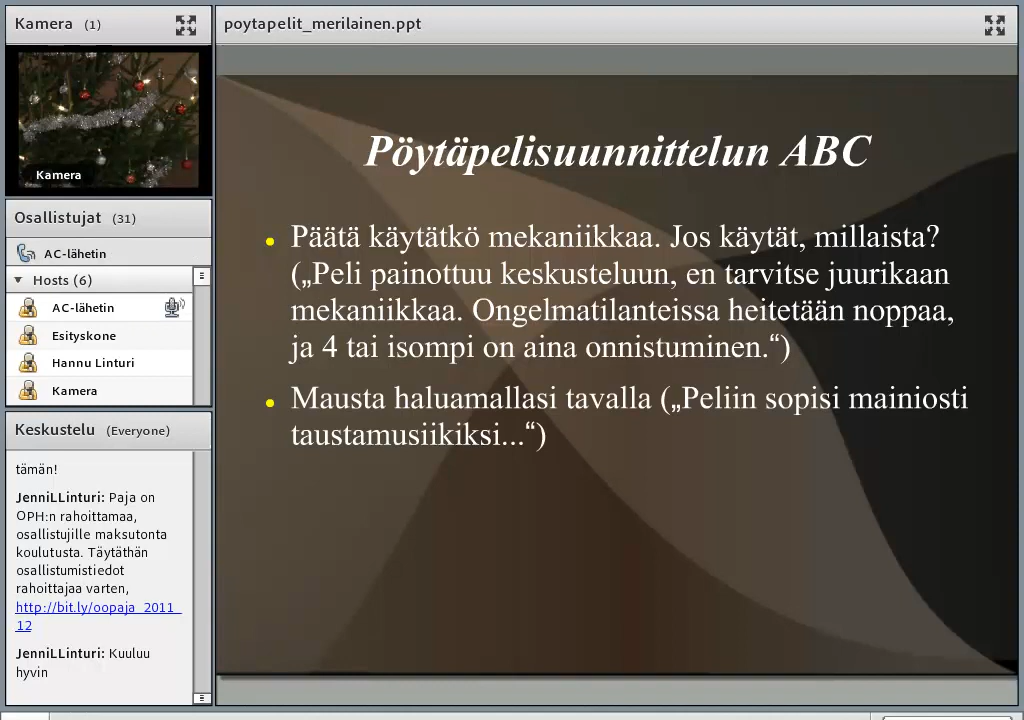 Kamera (1)
Kamera
Osallistujat (31)
AC-lähetin
Hosts (6)
AC-lähetin
Esityskone
Hannu Linturi
Kamera
Keskustelu (Everyone)
tämän!
JenniLLinturi: Paja on
OPH:n rahoittamaa,
osallistujille maksutonta
koulutusta. Täytäthän
osallistumistiedot
rahoittajaa varten,
http://bit.ly/oopaja_2011_
12
JenniLLinturi: Kuuluu
hyvin
poytapelit_merilainen.ppt
Pöytäpelisuunnittelun ABC
Päätä käytätkö mekaniikkaa. Jos käytät, millaista?
(„Peli painottuu keskusteluun, en tarvitse juurikaan
mekaniikkaa. Ongelmatilanteissa heitetään noppaa,
ja 4 tai isompi on aina onnistuminen.“)
Mausta haluamallasi tavalla („Peliin sopisi mainiosti
taustamusiikiksi...“)